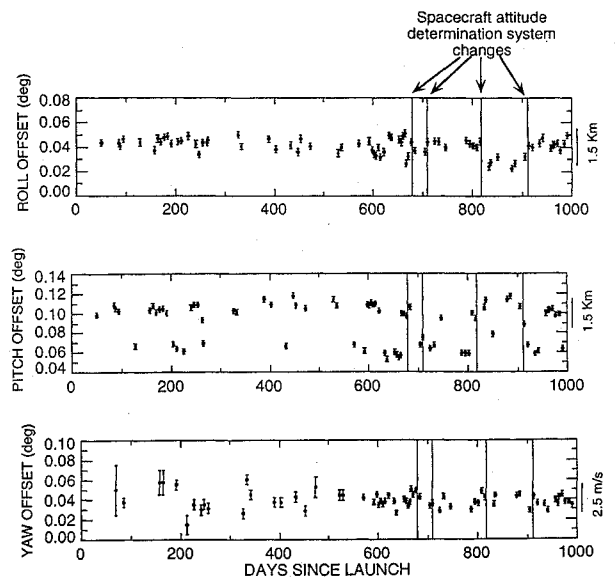 Spacecraft attitude
determination system
changes
ROLL OFFSET (deg)
0.08
0.06
0.04
0.02
0.00
0 200 400 600 800 1000
1.5 Km
PITCH OFFSET (deg)
0.14
0.12
0.10
0.08
0.06
0.04
0 200 400 600 800 1000
1.5 Km
YAW OFFSET (deg)
0.10
0.08
0.06
0.04
0.02
0.00
0 200 400 600 800 1000
2.5 m/s
DAYS SINCE LAUNCH